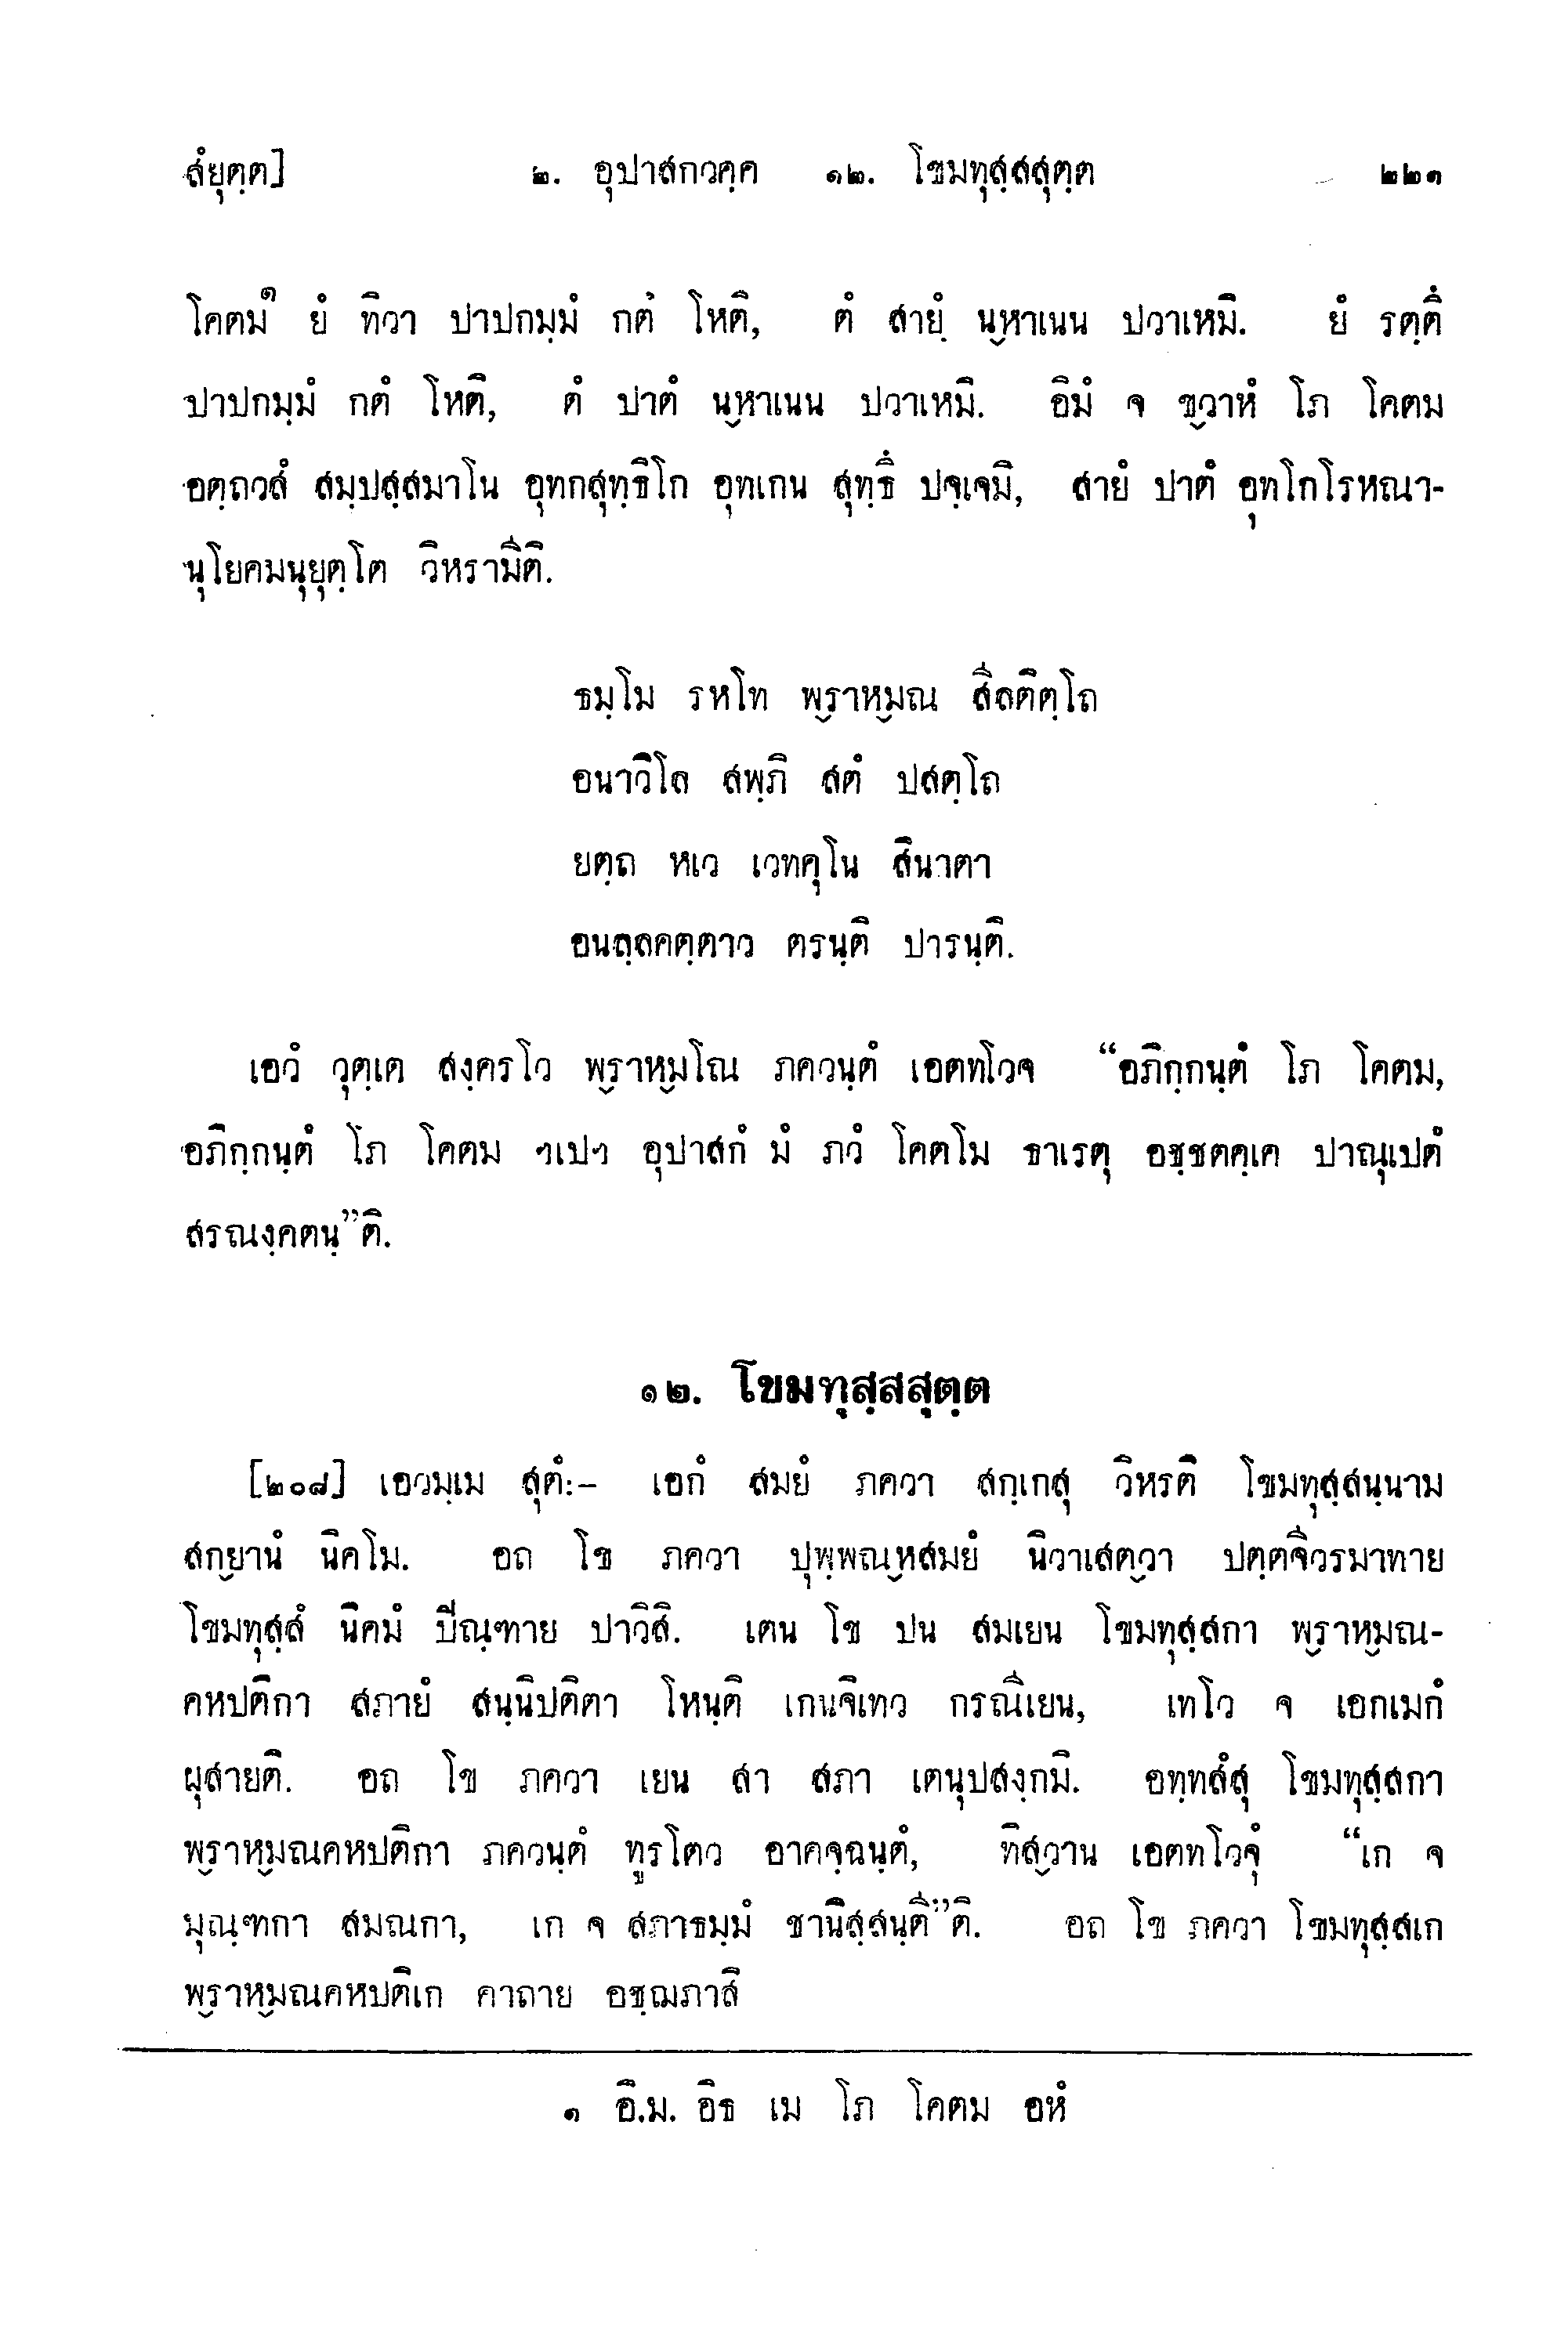 สํยุตฺต] ๒. อุปาสกวคฺค ๑๒. โขมทุสฺสสุตฺต ๒๒๑
โคตม๑ ยํ ทิวา ปาปกมฺมํ กตํ โหติ, ตํ สายํ นฺหาเนน ปวาเหมิ. ยํ รตฺตึ
ปาปกมฺมํ กตํ โหติ, ตํ ปาตํ นฺหาเนน ปวาเหมิ. อิมํ จ ขฺวาหํ โภ โคตม
อตฺถวสํ สมฺปสฺสมาโน อุทกสุทฺธิโก อุทเกน สุทฺธึ ปจฺเจมิ, สายํ ปาตํ อุทโกโรหณา-
นุโยคมนุยุตฺโต วิหรามีติ.
ธมฺโม รหโท พฺราหฺมณ สีลติตฺโถ
อนาวิโล สพฺภิ สตํ ปสตฺโถ
ยตฺถ หเว เวทคุโน สินาตา
อนลฺลคตฺตาว ตรนฺติ ปารนฺติ.
เอวํ วุตฺเต สงฺครโว พฺราหฺมโณ ภควนฺตํ เอตทโวจ “อภิกฺกนฺตํ โภ โคตม,
อภิกฺกนฺตํ โภ โคตม ฯเปฯ อุปาสกํ มํ ภวํ โคตโม ธาเรตุ อชฺชตคฺเค ปาณุเปตํ
สรณงฺคตนฺ”ติ.
๑๒. โขมทุสฺสสุตฺต
[๒๐๘] เอวมฺเม สุตํ:– เอกํ สมยํ ภควา สกฺเกสุ วิหรติ โขมทุสฺสนฺนาม
สกฺยานํ นิคโม. อถ โข ภควา ปุพฺพณฺหสมยํ นิวาเสตฺวา ปตฺตจีวรมาทาย
โขมทุสฺสํ นิคมํ ปิณฺฑาย ปาวิสิ. เตน โข ปน สมเยน โขมทุสฺสกา พฺราหฺมณ-
คหปติกา สภายํ สนฺนิปติตา โหนฺติ เกนจิเทว กรณีเยน, เทโว จ เอกเมกํ
ผุสายติ. อถ โข ภควา เยน สา สภา เตนุปสงฺกมิ. อทฺทสํสุ โขมทุสฺสกา
พฺราหฺมณคหปติกา ภควนฺตํ ทูรโตว อาคจฺฉนฺตํ, ทิสฺวาน เอตทโวจุํ “เก จ
มุณฺฑกา สมณกา, เก จ สภาธมฺมํ ชานิสฺสนฺตี”ติ. อถ โข ภควา โขมทุสฺสเก
พฺราหฺมณคหปติเก คาถาย อชฺฌภาสิ
๑ อิ.ม. อิธ เม โภ โคตม อหํ